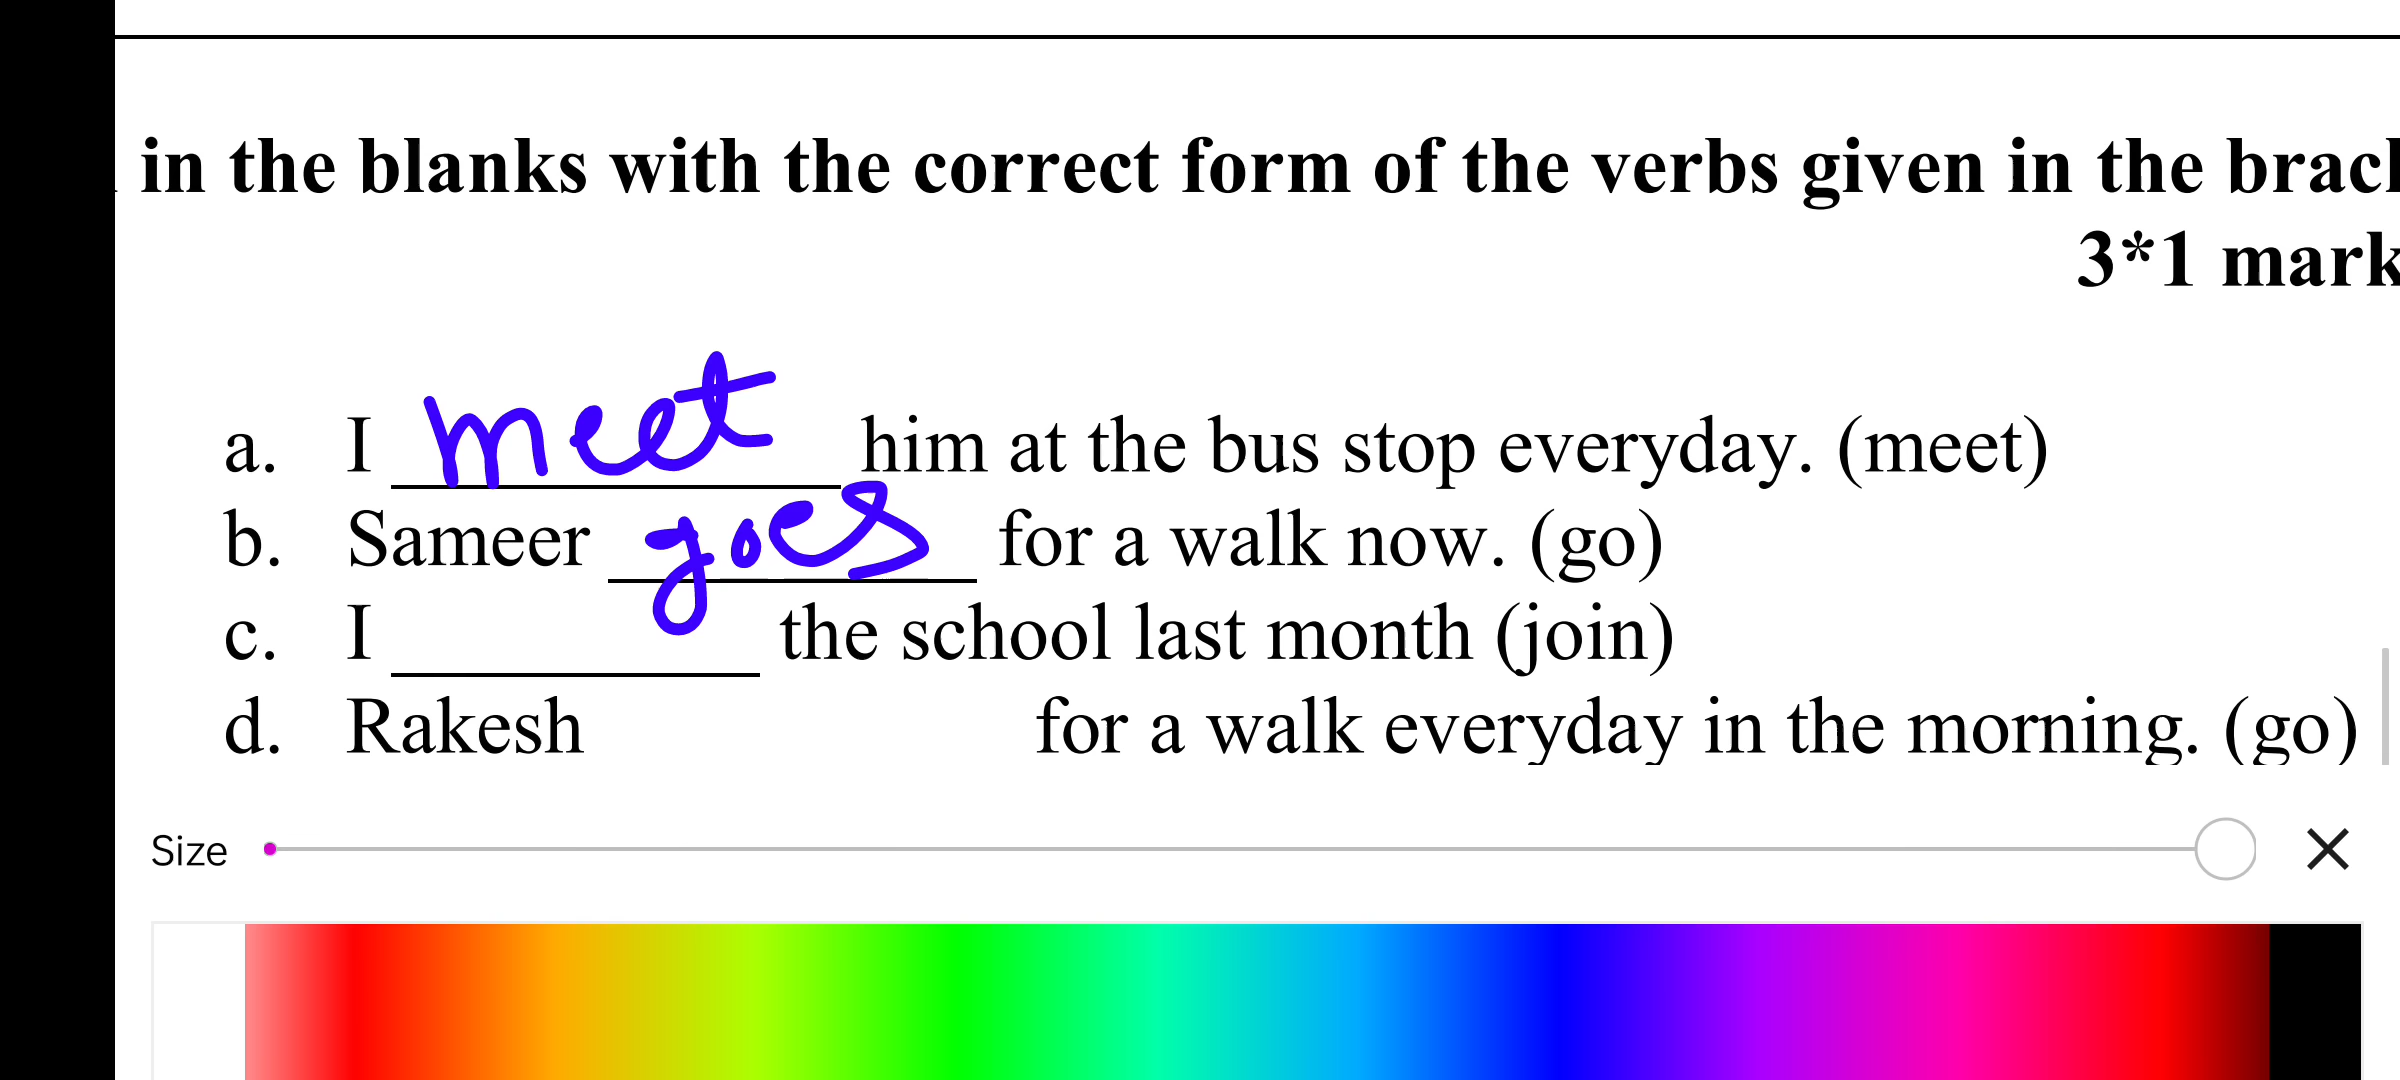 in the blanks with the correct form of the verbs given in the
3*1
a. I meet him at the bus stop everyday. (meet)
b. Sameer goes for a walk now. (go)
c. I ____________ the school last month (join)
d. Rakesh for a walk everyday in the morning. (go)
Size